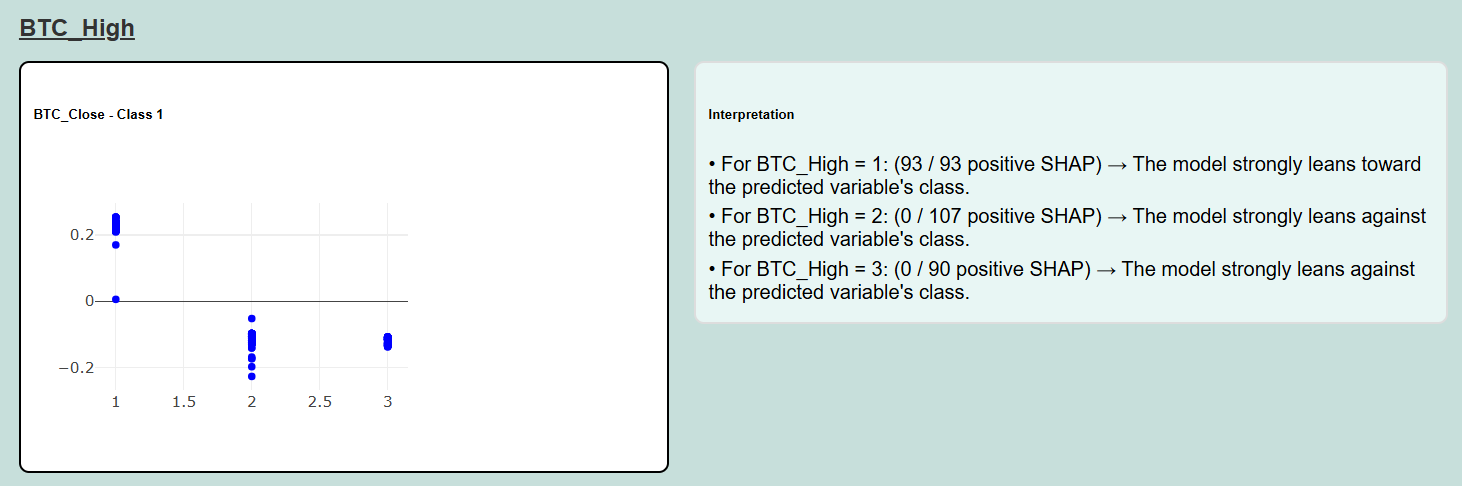 BTC_High
BTC_Close - Class 1
0.2
0
−0.2
1 1.5 2 2.5 3
Interpretation
• For BTC_High = 1: (93 / 93 positive SHAP) → The model strongly leans toward
the predicted variable's class.
• For BTC_High = 2: (0 / 107 positive SHAP) → The model strongly leans against
the predicted variable's class.
• For BTC_High = 3: (0 / 90 positive SHAP) → The model strongly leans against
the predicted variable's class.